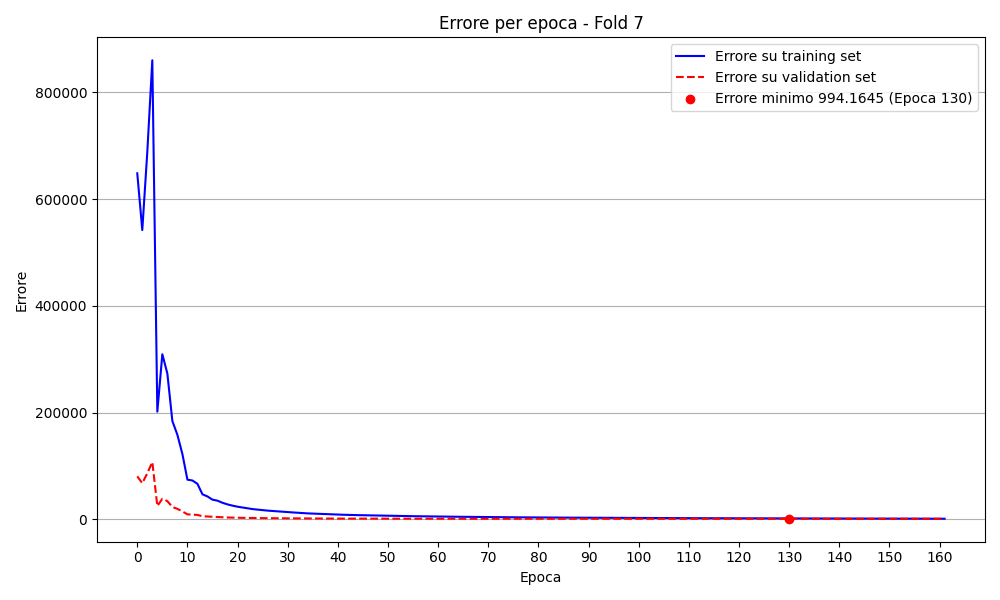 Errore per epoca - Fold 7
Errore su training set
Errore su validation set
Errore minimo 994.1645 (Epoca 130)
Errore
800000
600000
400000
200000
0
0 10 20 30 40 50 60 70 80 90 100 110 120 130 140 150 160
Epoca